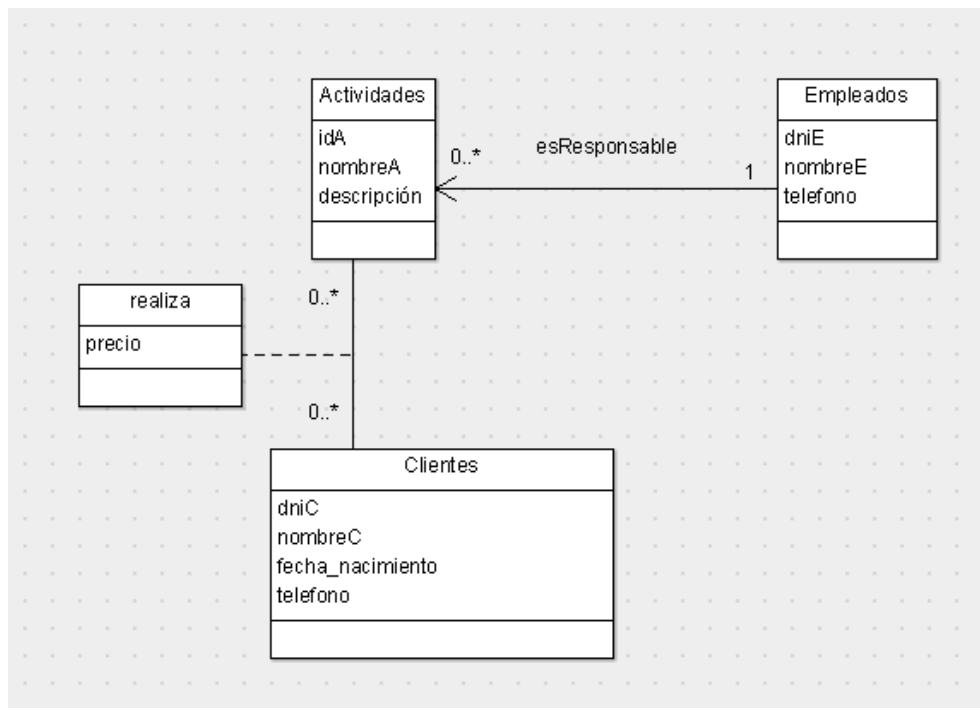 Actividades
idA
nombreA
descripción
0..*
esResponsable
1
Empleados
dniE
nombreE
telefono
realiza
precio
0..*
0..*
Clientes
dniC
nombreC
fecha_nacimiento
telefono